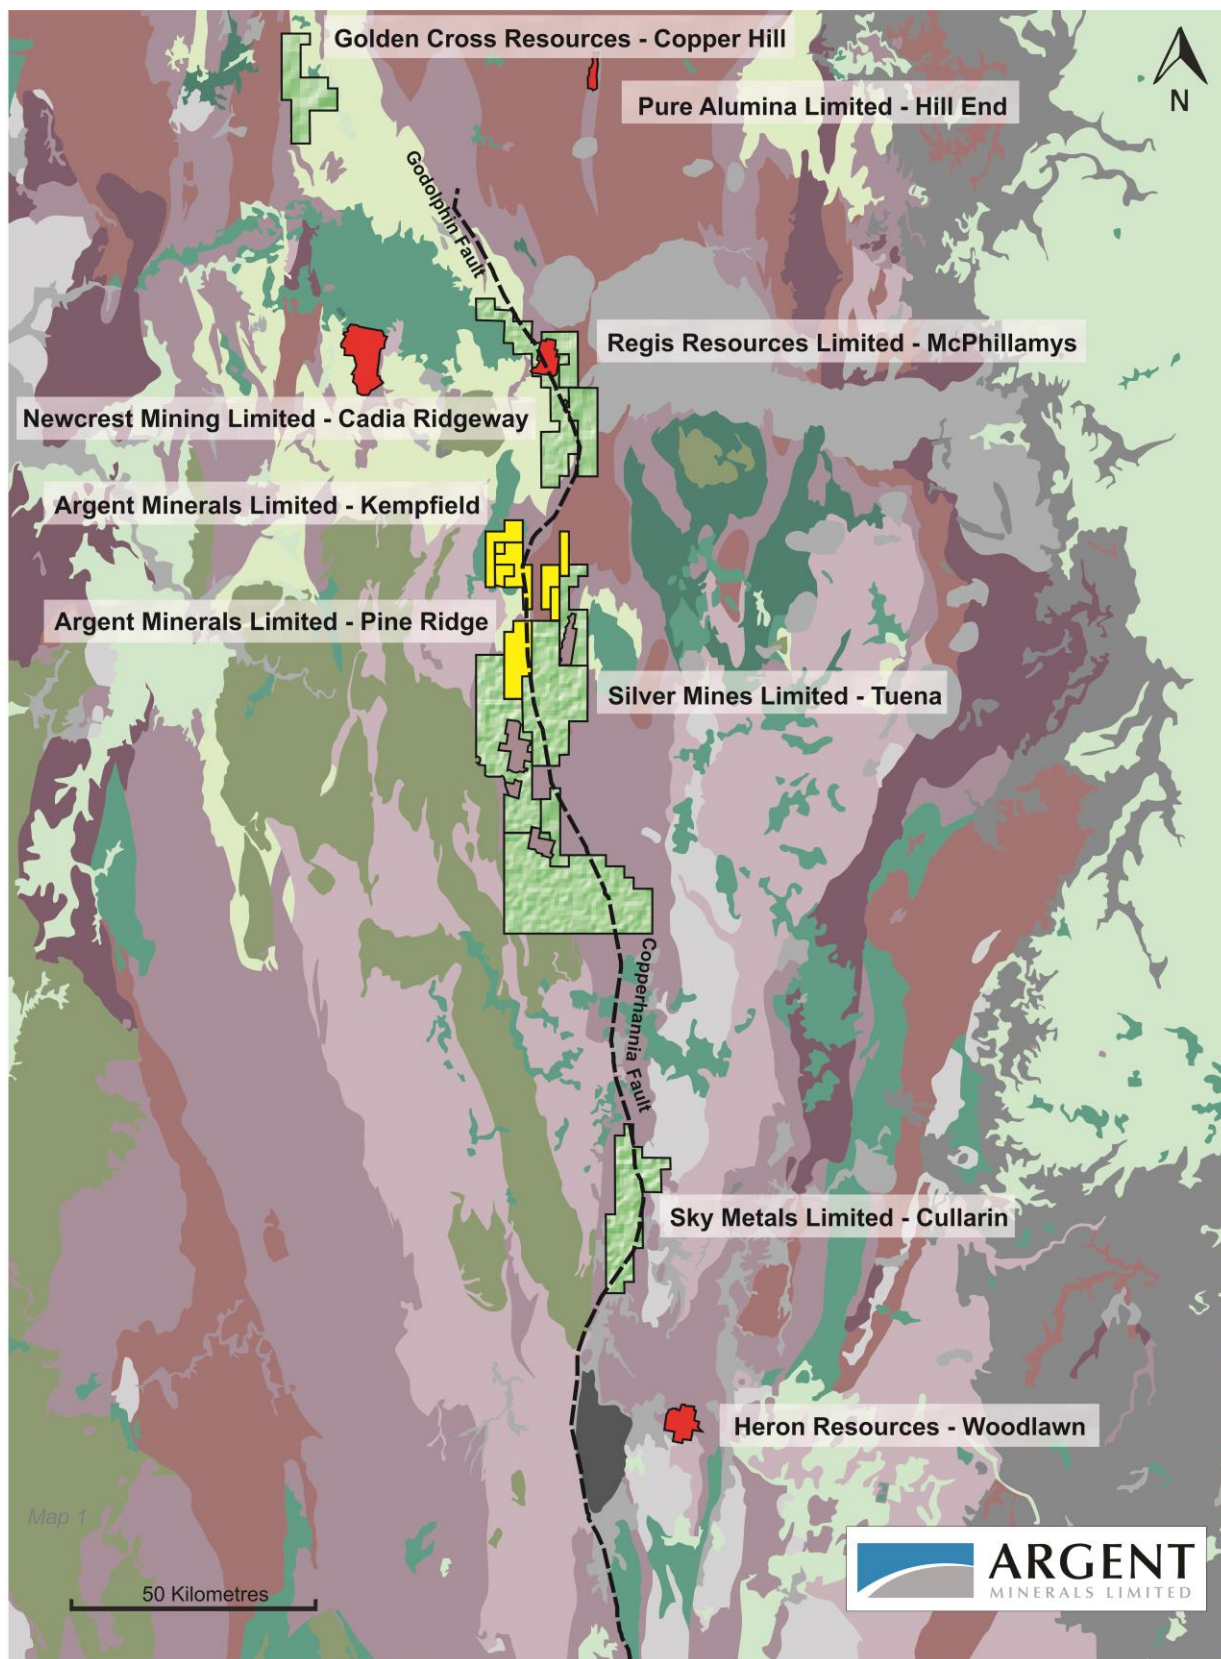 Golden Cross Resources - Copper Hill
N
Pure Alumina Limited - Hill End
Godolphin Fault
Regis Resources Limited - McPhillamys
Newcrest Mining Limited - Cadia Ridgeway
Argent Minerals Limited - Kempfield
Argent Minerals Limited - Pine Ridge
Silver Mines Limited - Tuena
Copperhannia Fault
Sky Metals Limited - Cullarin
Heron Resources - Woodlawn
Map 1
50 Kilometres
ARGENT
MINERALS LIMITED